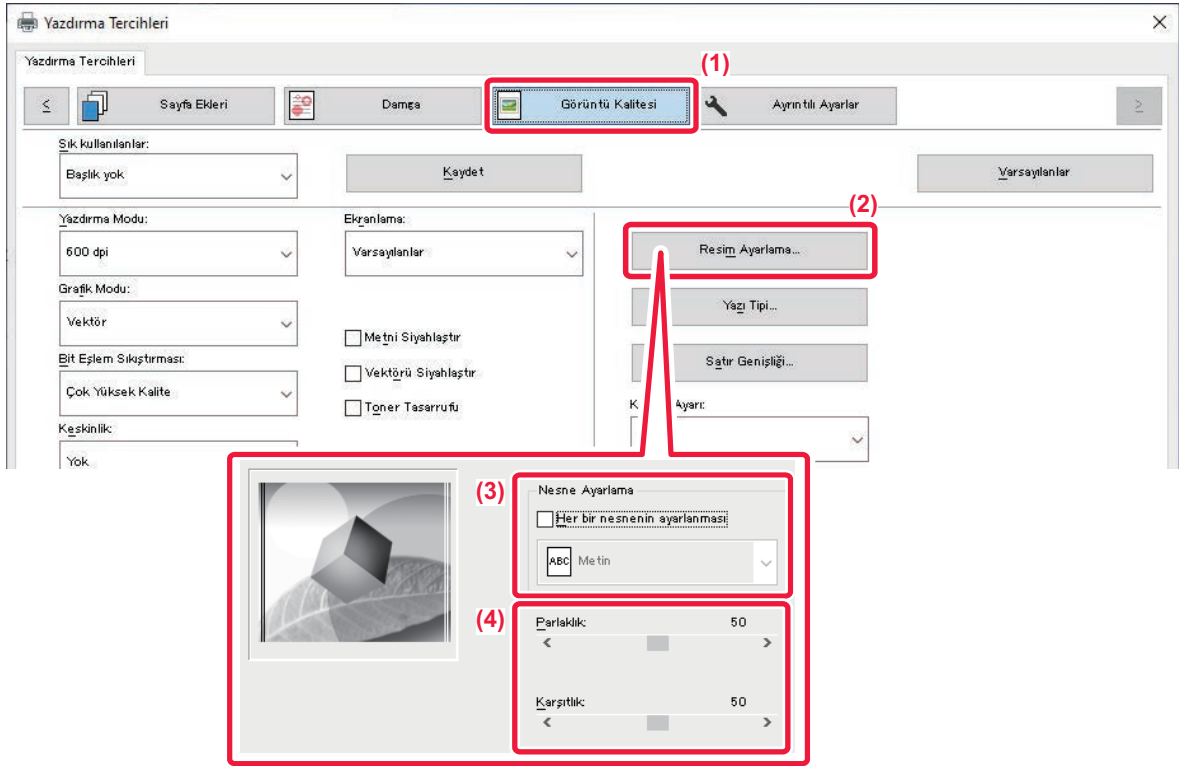 Yazdırma Tercihleri
Yazdırma Tercihleri
(1)
<
Sayfa Ekleri
Damga
Görüntü Kalitesi
Ayrıntılı Ayarlar
>
Sık kullanılanlar:
Başlık yok
Kaydet
Varsayılanlar
(2)
Yazdırma Modu:
Ekranlama:
600 dpi
Varsayılanlar
Resim Ayarlama...
Grafik Modu:
Vektör
Yazı Tipi...
Metni Siyahlaştır
Bit Eşlem Sıkıştırması:
Vektörü Siyahlaştır
Satır Genişliği...
Çok Yüksek Kalite
Toner Tasarrufu
K Ayarı:
Keskinlik:
Yok
(3)
Nesne Ayarlama
Her bir nesnenin ayarlanması
ABC Metin
(4)
Parlaklık: 50
< >
Karşıtlık: 50
< >